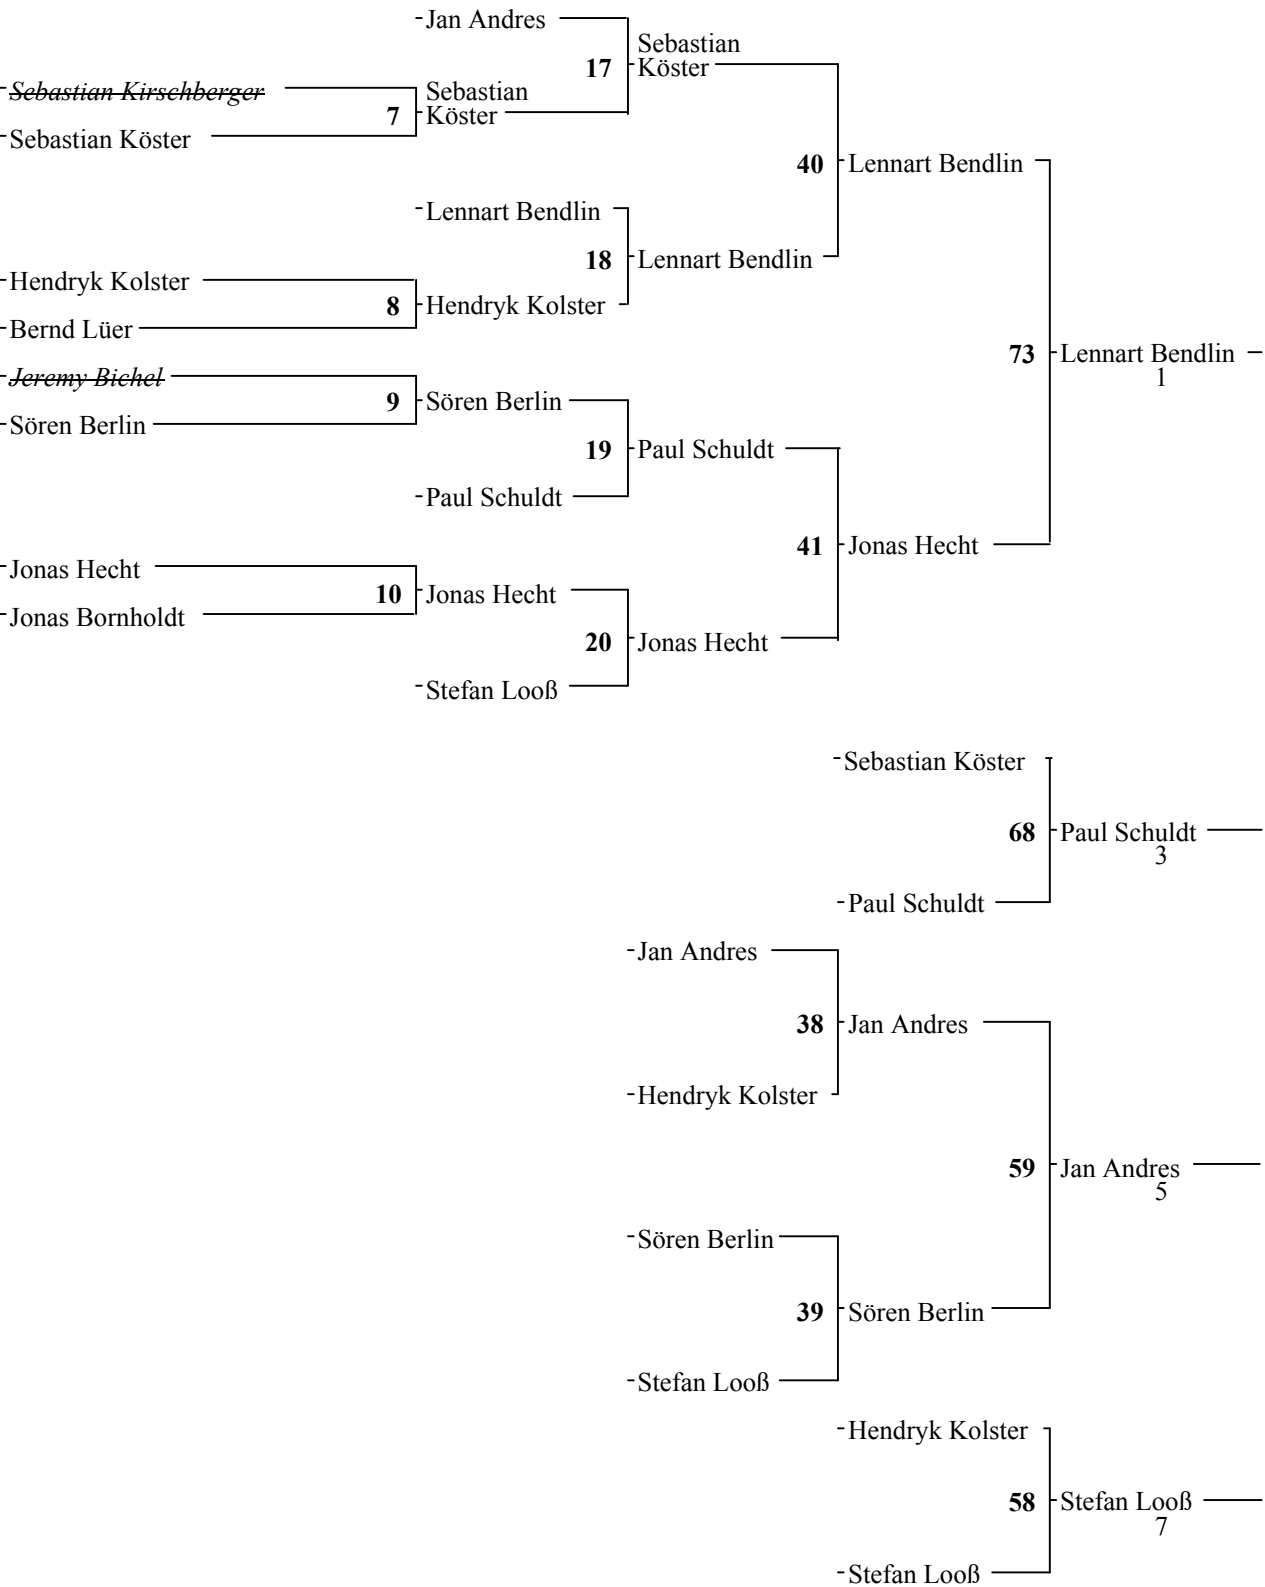 Jan Andres
Sebastian
17
Köster
Sebastian Kirschberger
Sebastian
7
Köster
Sebastian Köster
40
Lennart Bendlin
Lennart Bendlin
18
Lennart Bendlin
Hendryk Kolster
8
Hendryk Kolster
Bernd Lüer
73
Lennart Bendlin
1
Jeremy Bichel
9
Sören Berlin
Sören Berlin
19
Paul Schuldt
Paul Schuldt
41
Jonas Hecht
Jonas Hecht
10
Jonas Hecht
Jonas Bornholdt
20
Jonas Hecht
Stefan Looß
Sebastian Köster
68
Paul Schuldt
3
Paul Schuldt
Jan Andres
38
Jan Andres
Hendryk Kolster
59
Jan Andres
5
Sören Berlin
39
Sören Berlin
Stefan Looß
Hendryk Kolster
58
Stefan Looß
7
Stefan Looß